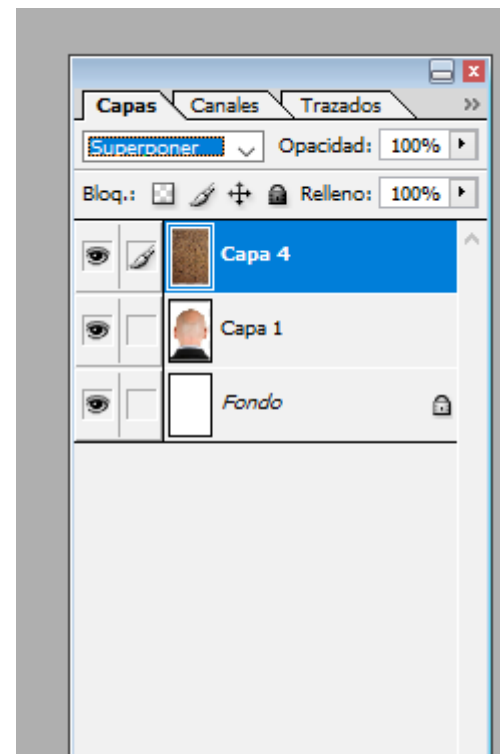 Capas Canales Trazados »
Superponer Opacidad: 100%
Bloq.: Relleno: 100%
Capa 4
Capa 1
Fondo